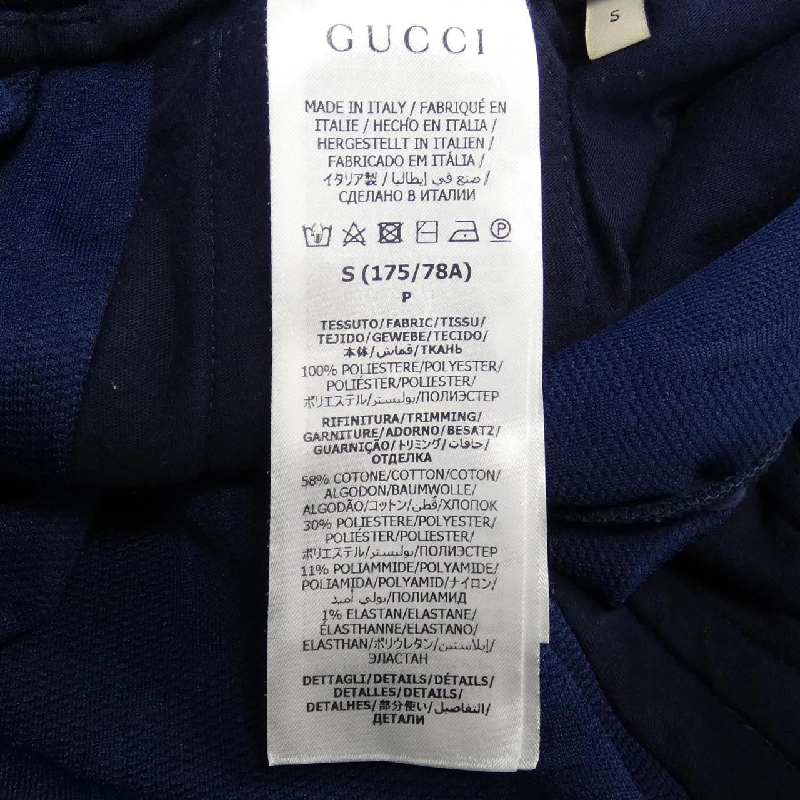 S
GUCCI
MADE IN ITALY / FABRIQUÉ EN
ITALIE / HECHO EN ITALIA /
HERGESTELLT IN ITALIEN /
FABRICADO EM ITÁLIA /
イタリア製 / صنع في إيطاليا /
СДЕЛАНО В ИТАЛИИ
P
S (175/78A)
P
TESSUTO/FABRIC/TISSU/
TEJIDO/GEWEBE/TECIDO/
本体/قماش/ТКАНЬ
100% POLIESTERE/POLYESTER/
POLIÉSTER/POLIESTER/
ポリエステル/بوليستر/ПОЛИЭСТЕР
RIFINITURA/TRIMMING/
GARNITURE/ADORNO/BESATZ/
GUARNIÇÃO/トリミング/حافات/
ОТДЕЛКА
58% COTONE/COTTON/COTON/
ALGODON/BAUMWOLLE/
ALGODÃO/コットン/قطن/ХЛОПОК
30% POLIESTERE/POLYESTER/
POLIÉSTER/POLIESTER/
ポリエステル/بوليستر/ПОЛИЭСТЕР
11% POLIAMMIDE/POLYAMIDE/
POLIAMIDA/POLYAMID/ナイロン/
بولي أميد/ПОЛИАМИД
1% ELASTAN/ELASTANE/
ÉLASTHANNE/ELASTANO/
ELASTHAN/ポリウレタン/إيلاستين/
ЭЛАСТАН
DETTAGLI/DETAILS/DÉTAILS/
DETALLES/DETAILS/
DETALHES/部分使い/التفاصيل/
ДЕТАЛИ